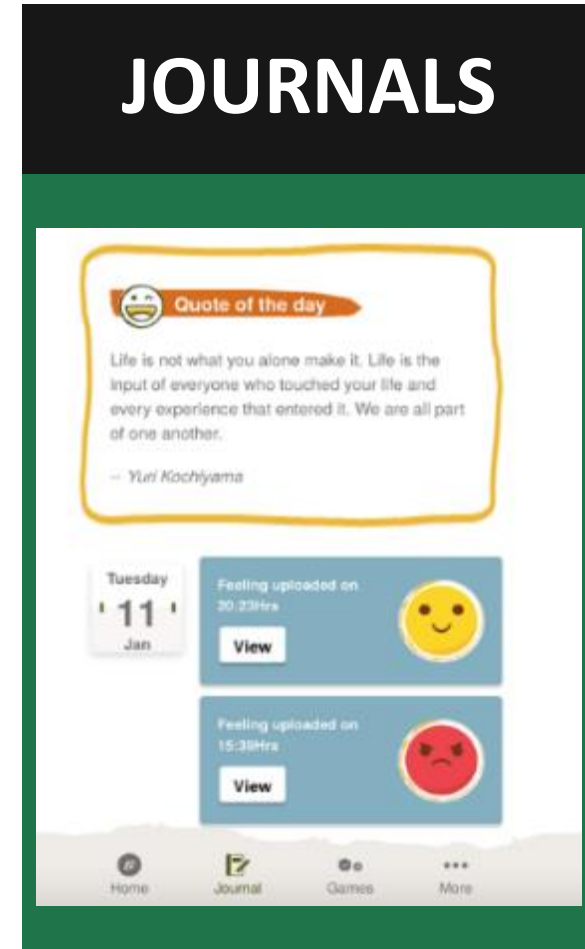 JOURNALS
Quote of the day
Life is not what you alone make it. Life is the
input of everyone who touched your life and
every experience that entered it. We are all part
of one another.
-- Yuri Kochiyama
Tuesday
11
Jan
Feeling uploaded on
20:23Hrs
View
Feeling uploaded on
15:39Hrs
View
Home
Journal
Games
More